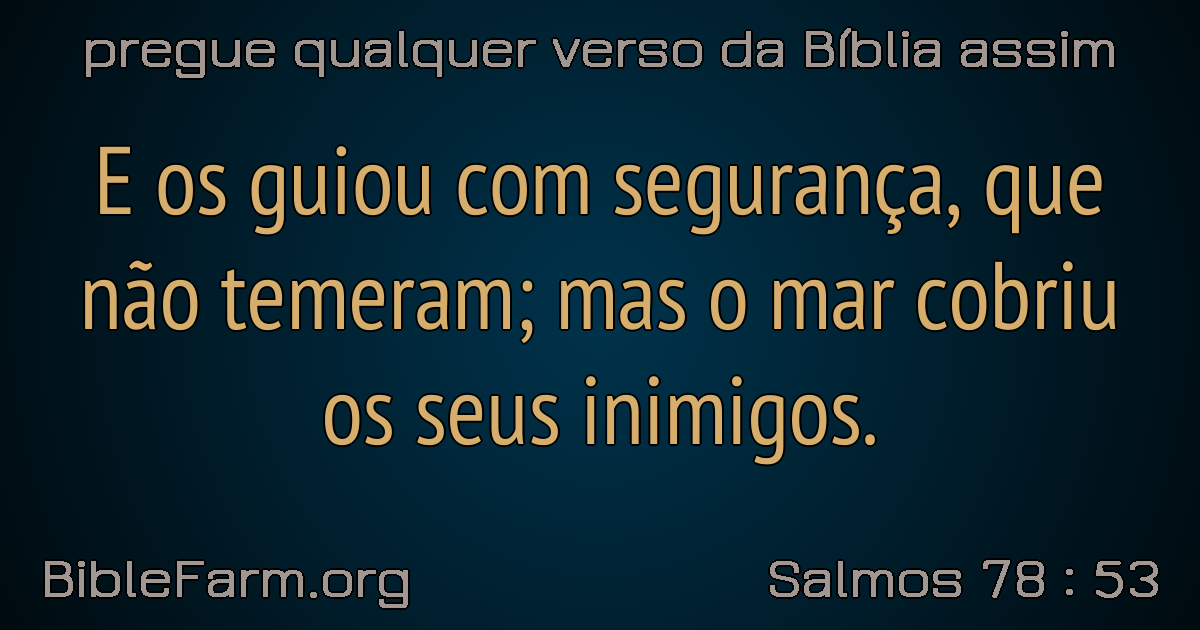 pregue qualquer verso da Bíblia assim
E os guiou com segurança, que
não temeram; mas o mar cobriu
os seus inimigos.
BibleFarm.org
Salmos 78 : 53